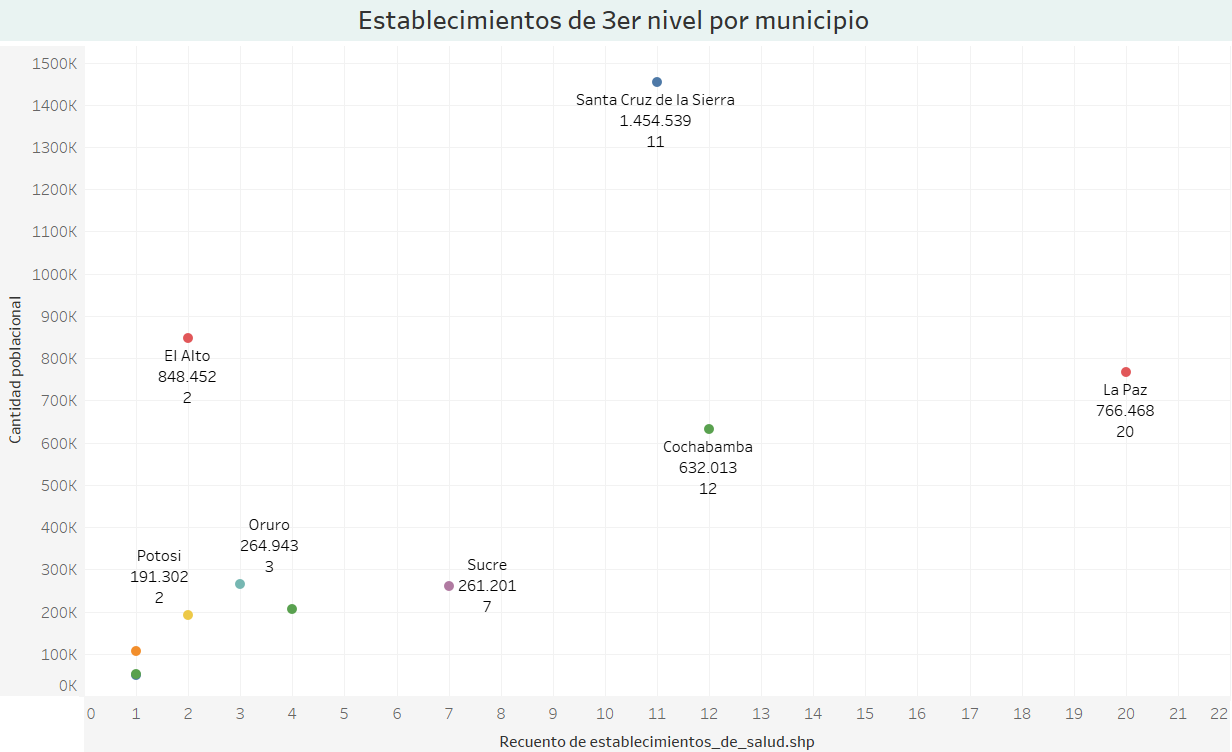 Establecimientos de 3er nivel por municipio
Cantidad poblacional
1500K
1400K
1300K
1200K
1100K
1000K
900K
800K
700K
600K
500K
400K
300K
200K
100K
0K
Santa Cruz de la Sierra
1.454.539
11
El Alto
848.452
2
La Paz
766.468
20
Cochabamba
632.013
12
Oruro
264.943
3
Potosi
191.302
2
Sucre
261.201
7
0 1 2 3 4 5 6 7 8 9 10 11 12 13 14 15 16 17 18 19 20 21 22
Recuento de establecimientos_de_salud.shp